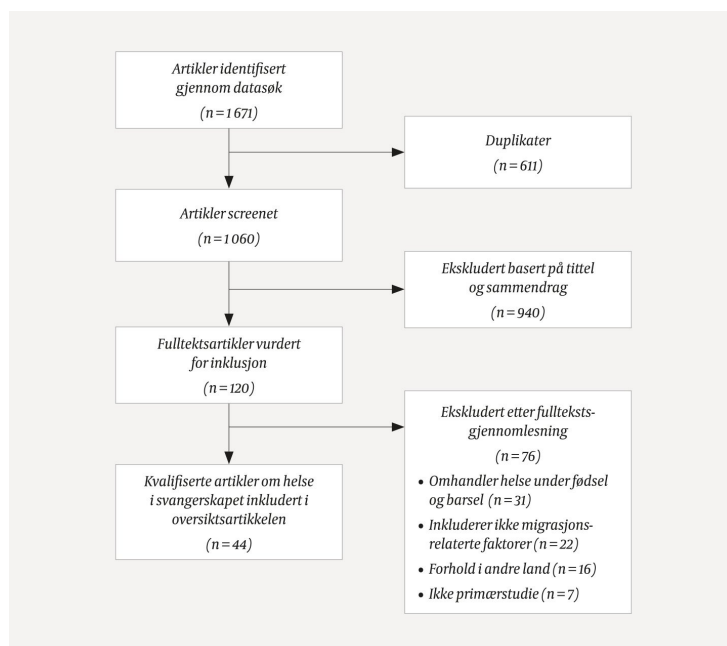 Artikler identifisert
gjennom datasøk
(n=1 671)
Duplikater
(n=611)
Artikler screenet
(n=1 060)
Ekskludert basert på tittel
og sammendrag
(n=940)
Fulltektsartikler vurdert
for inklusjon
(n=120)
Ekskludert etter fulltekts-
gjennomlesning
(n=76)
• Omhandler helse under fødsel
og barsel (n=31)
• Inkluderer ikke migrasjons-
relaterte faktorer (n=22)
• Forhold i andre land (n=16)
• Ikke primærstudie (n=7)
Kvalifiserte artikler om helse
i svangerskapet inkludert i
oversiktsartikkelen
(n=44)